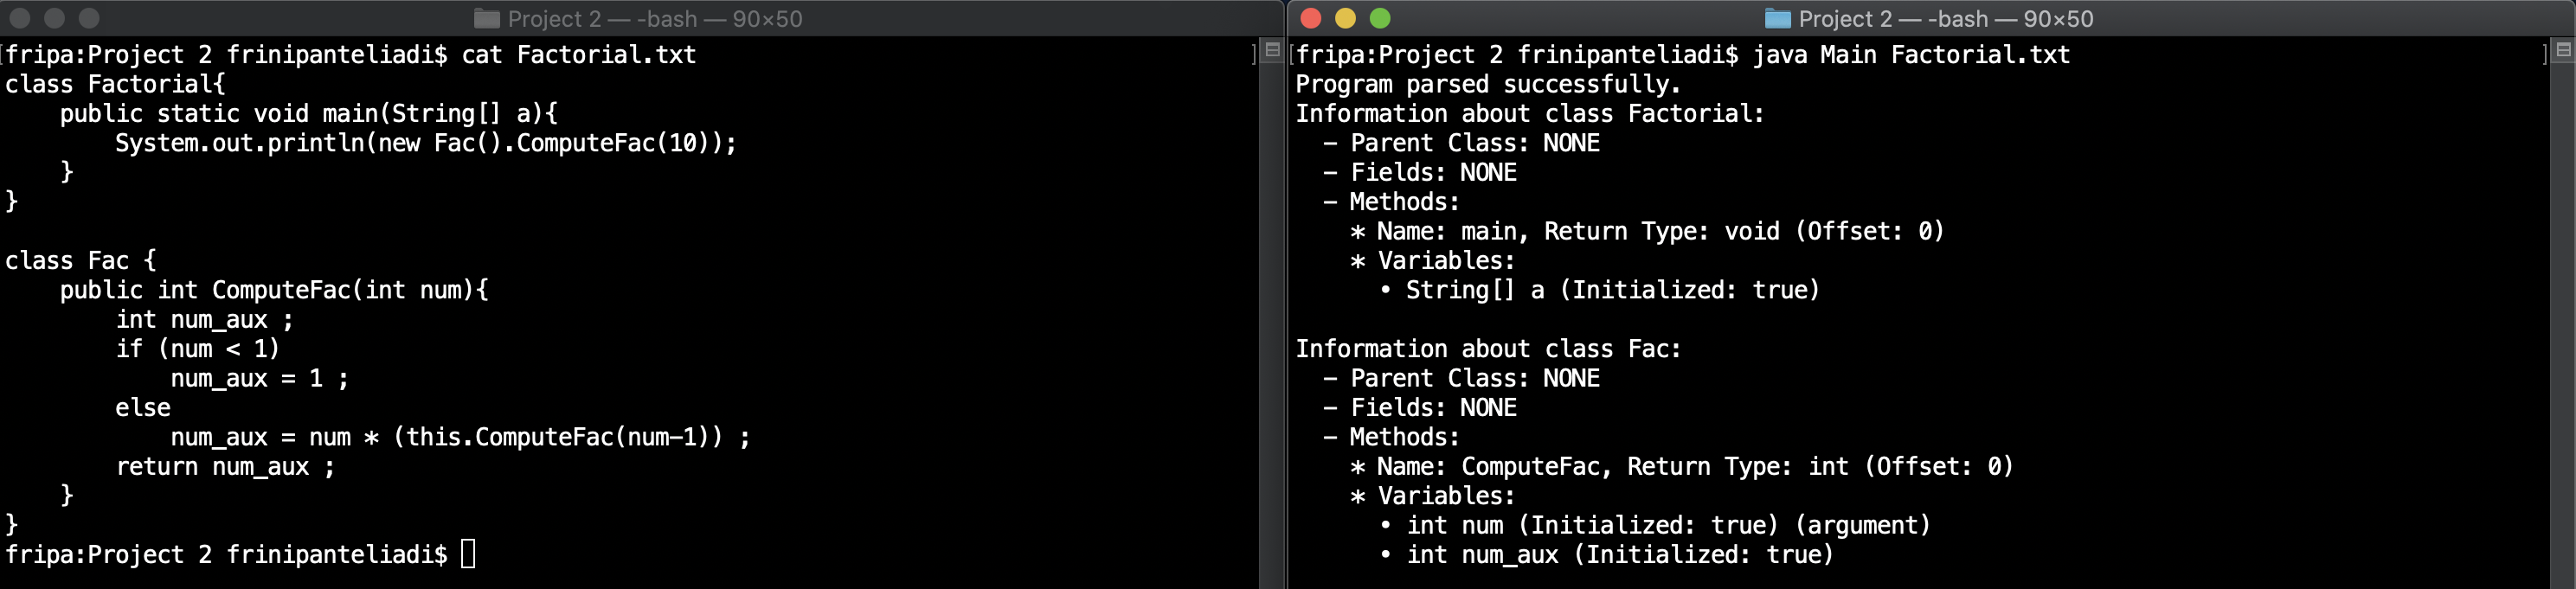 Project 2 — -bash — 90×50
fripa:Project 2 frinipanteliadi$ cat Factorial.txt
class Factorial{
    public static void main(String[] a){
        System.out.println(new Fac().ComputeFac(10));
    }
}

class Fac {
    public int ComputeFac(int num){
        int num_aux ;
        if (num < 1)
            num_aux = 1 ;
        else
            num_aux = num * (this.ComputeFac(num-1)) ;
        return num_aux ;
    }
}
fripa:Project 2 frinipanteliadi$
Project 2 — -bash — 90×50
fripa:Project 2 frinipanteliadi$ java Main Factorial.txt
Program parsed successfully.
Information about class Factorial:
  - Parent Class: NONE
  - Fields: NONE
  - Methods:
    * Name: main, Return Type: void (Offset: 0)
    * Variables:
      • String[] a (Initialized: true)

Information about class Fac:
  - Parent Class: NONE
  - Fields: NONE
  - Methods:
    * Name: ComputeFac, Return Type: int (Offset: 0)
    * Variables:
      • int num (Initialized: true) (argument)
      • int num_aux (Initialized: true)